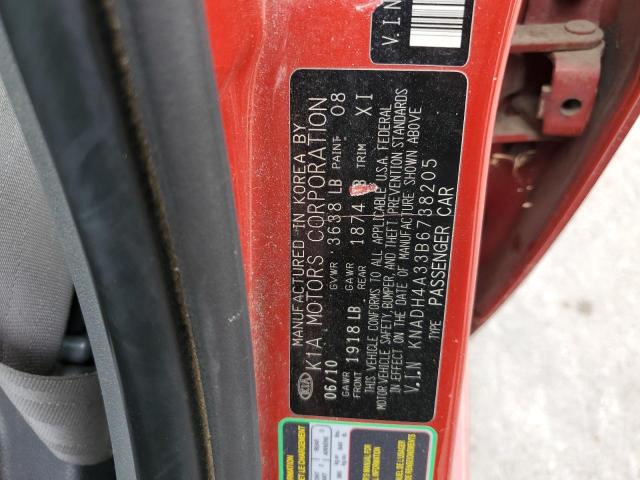 V.I.N
MANUFACTURED IN KOREA BY
KIA KIA MOTORS CORPORATION
06/10 GVWR 3638 LB PAINT 08
GAWR FRONT 1918 LB GAWR REAR 1874 LB TRIM XI
THIS VEHICLE CONFORMS TO ALL APPLICABLE U.S.A. FEDERAL
MOTOR VEHICLE SAFETY, BUMPER, AND THEFT PREVENTION STANDARDS
IN EFFECT ON THE DATE OF MANUFACTURE SHOWN ABOVE
V.I.N KNADH4A33B6738205
TYPE PASSENGER CAR